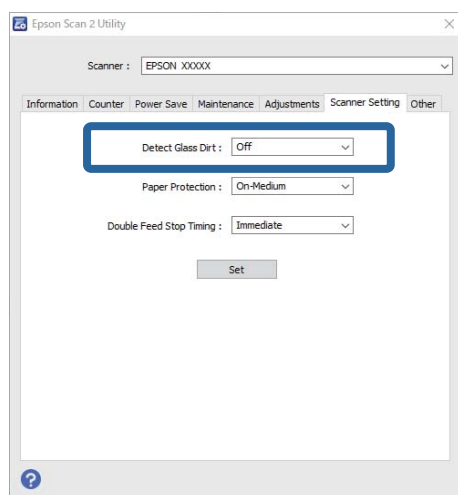 Epson Scan 2 Utility
Scanner : EPSON XXXXX
Information Counter Power Save Maintenance Adjustments Scanner Setting Other
Detect Glass Dirt : Off
Paper Protection : On-Medium
Double Feed Stop Timing : Immediate
Set
?